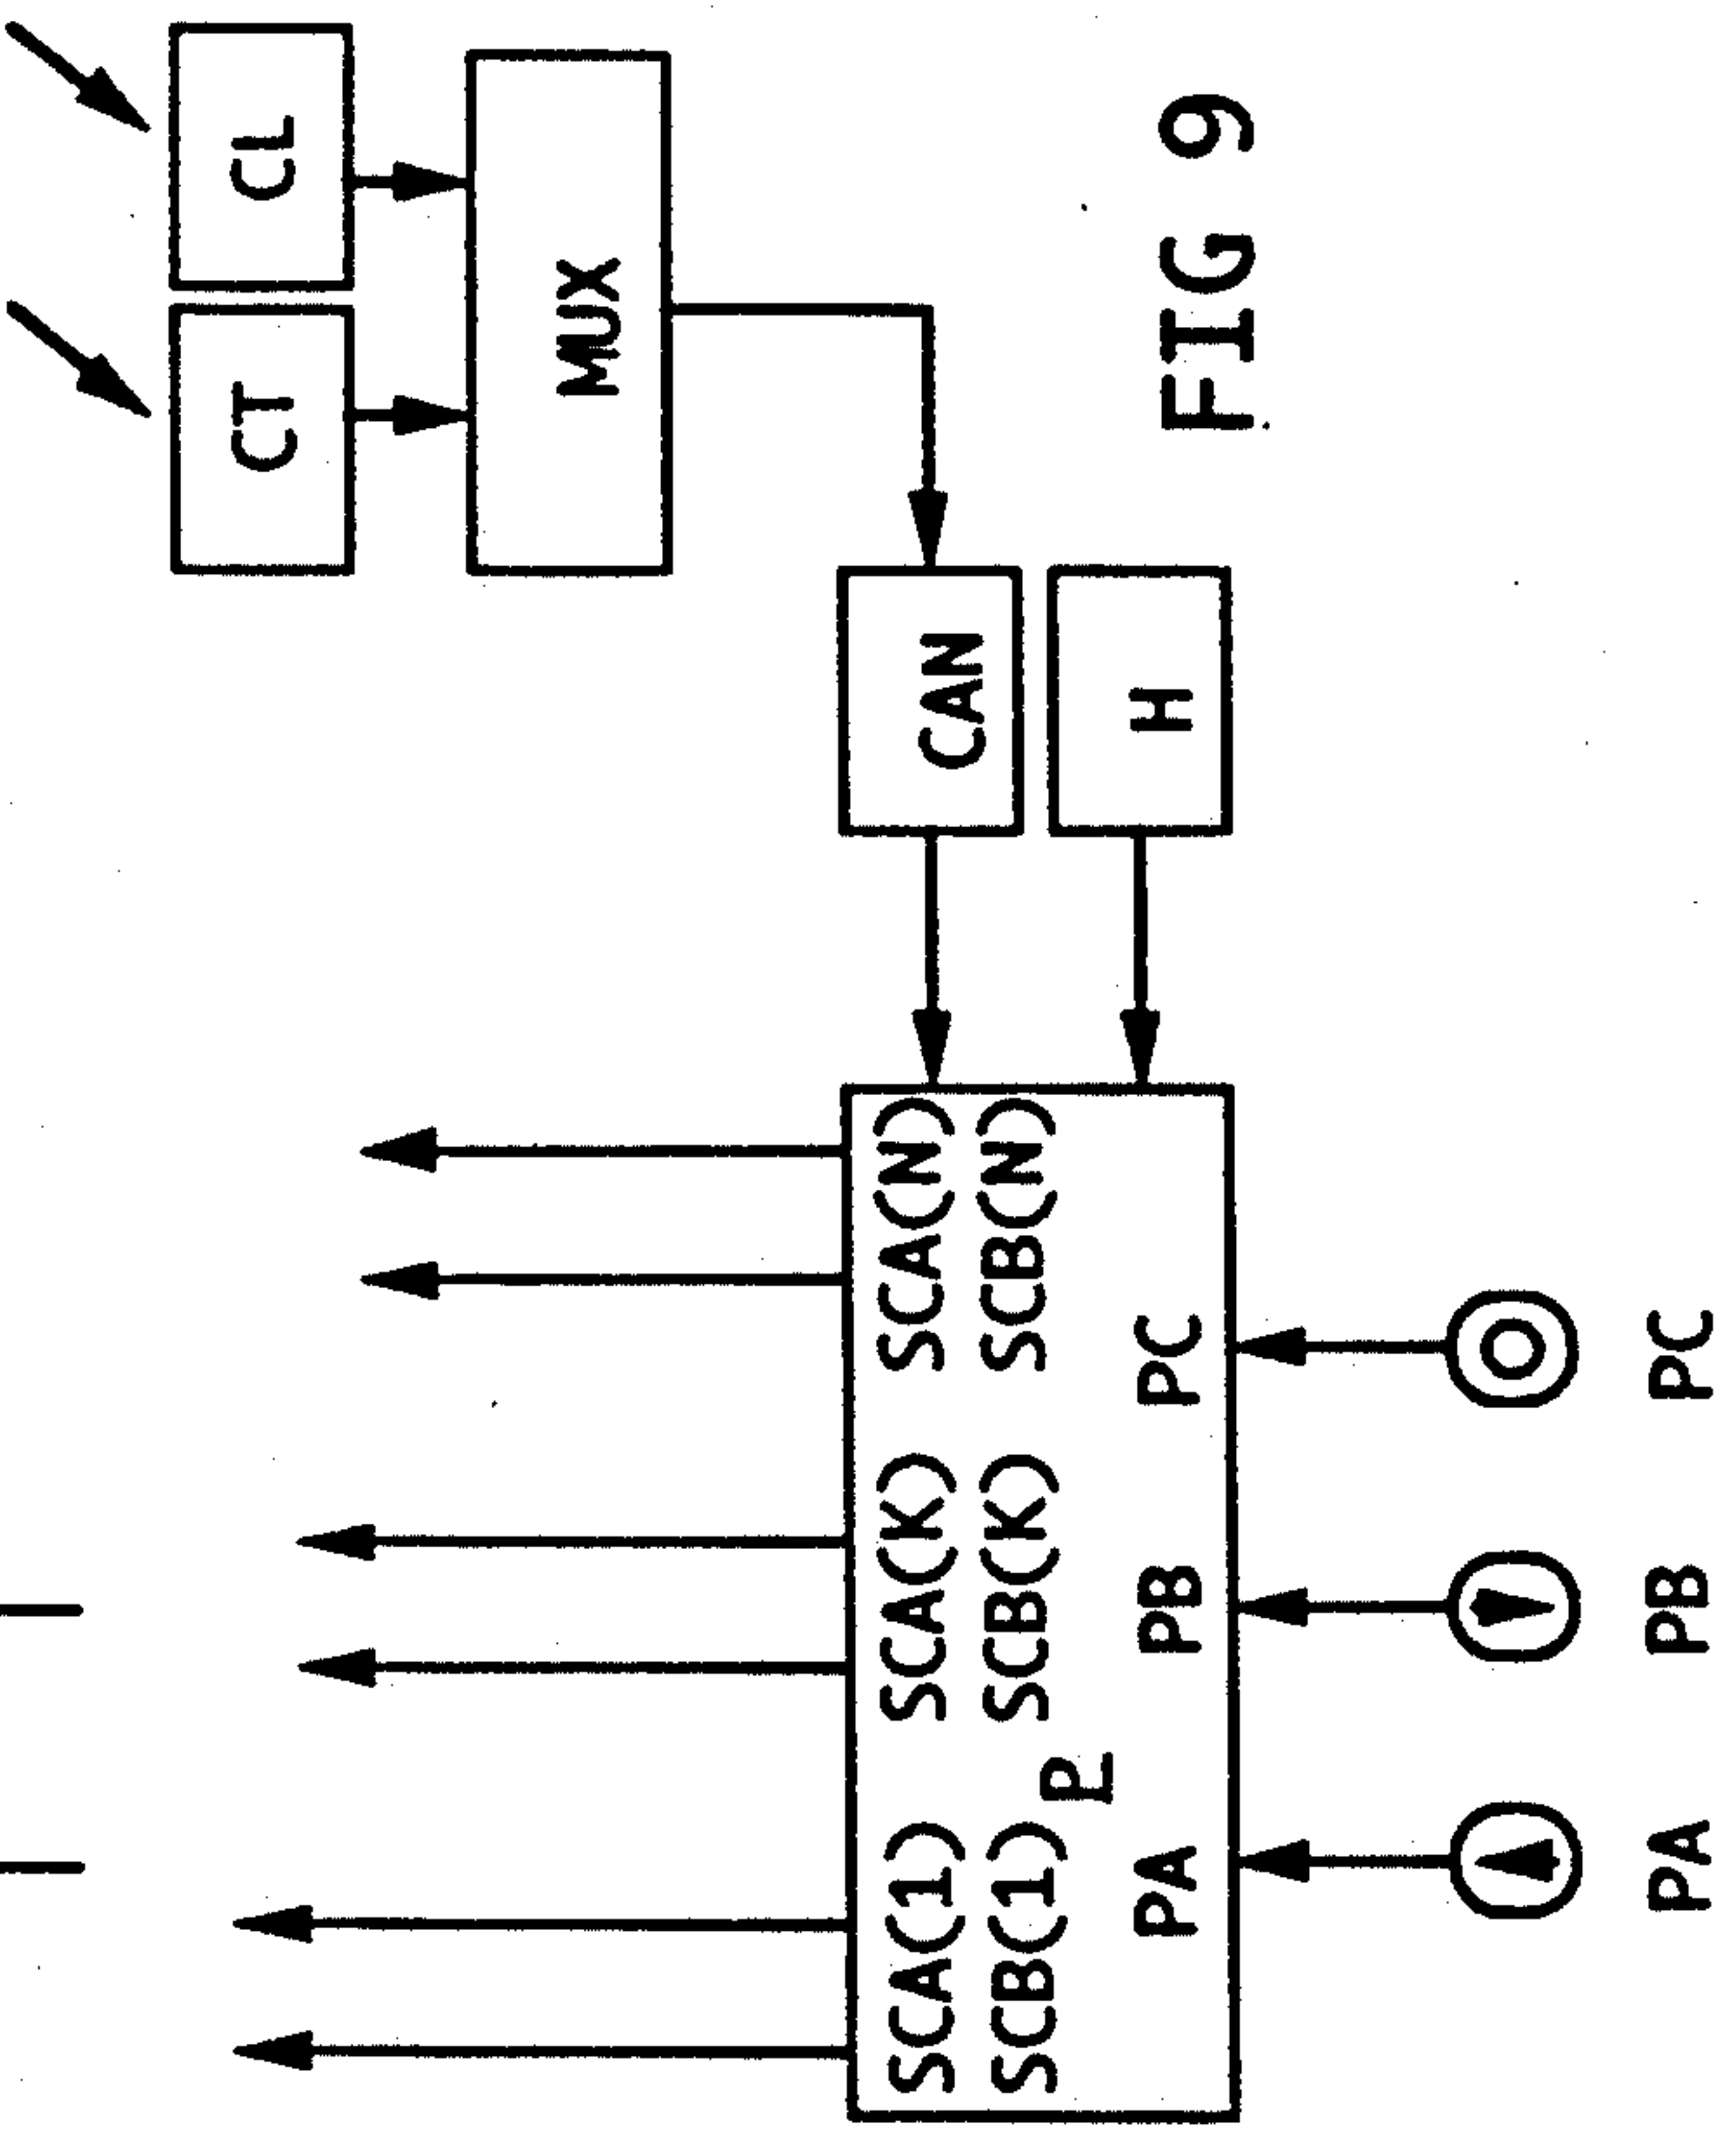 CT CL
MUX
SCA(1) SCA(K) SCA(N) CAN
SCB(1) SCB(K) SCB(N)
P
PA PB PC H
FIG 9
PA PB PC